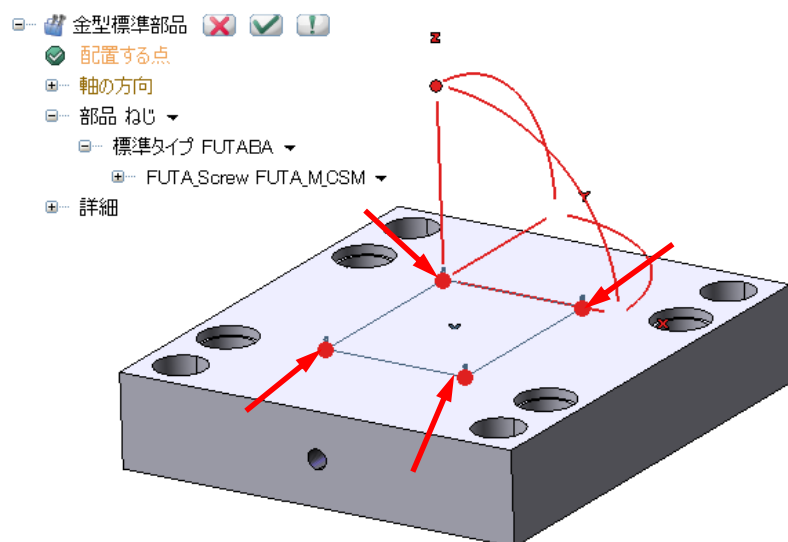 金型標準部品
配置する点
軸の方向
部品 ねじ
標準タイプ FUTABA
FUTA_Screw FUTA_M_CSM
詳細
Z
Y
X